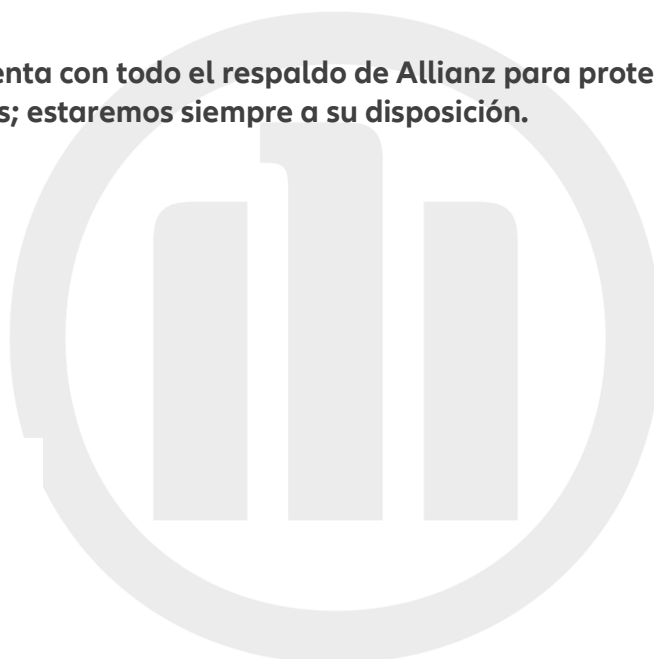 enta con todo el respaldo de Allianz para prote
s; estaremos siempre a su disposición.